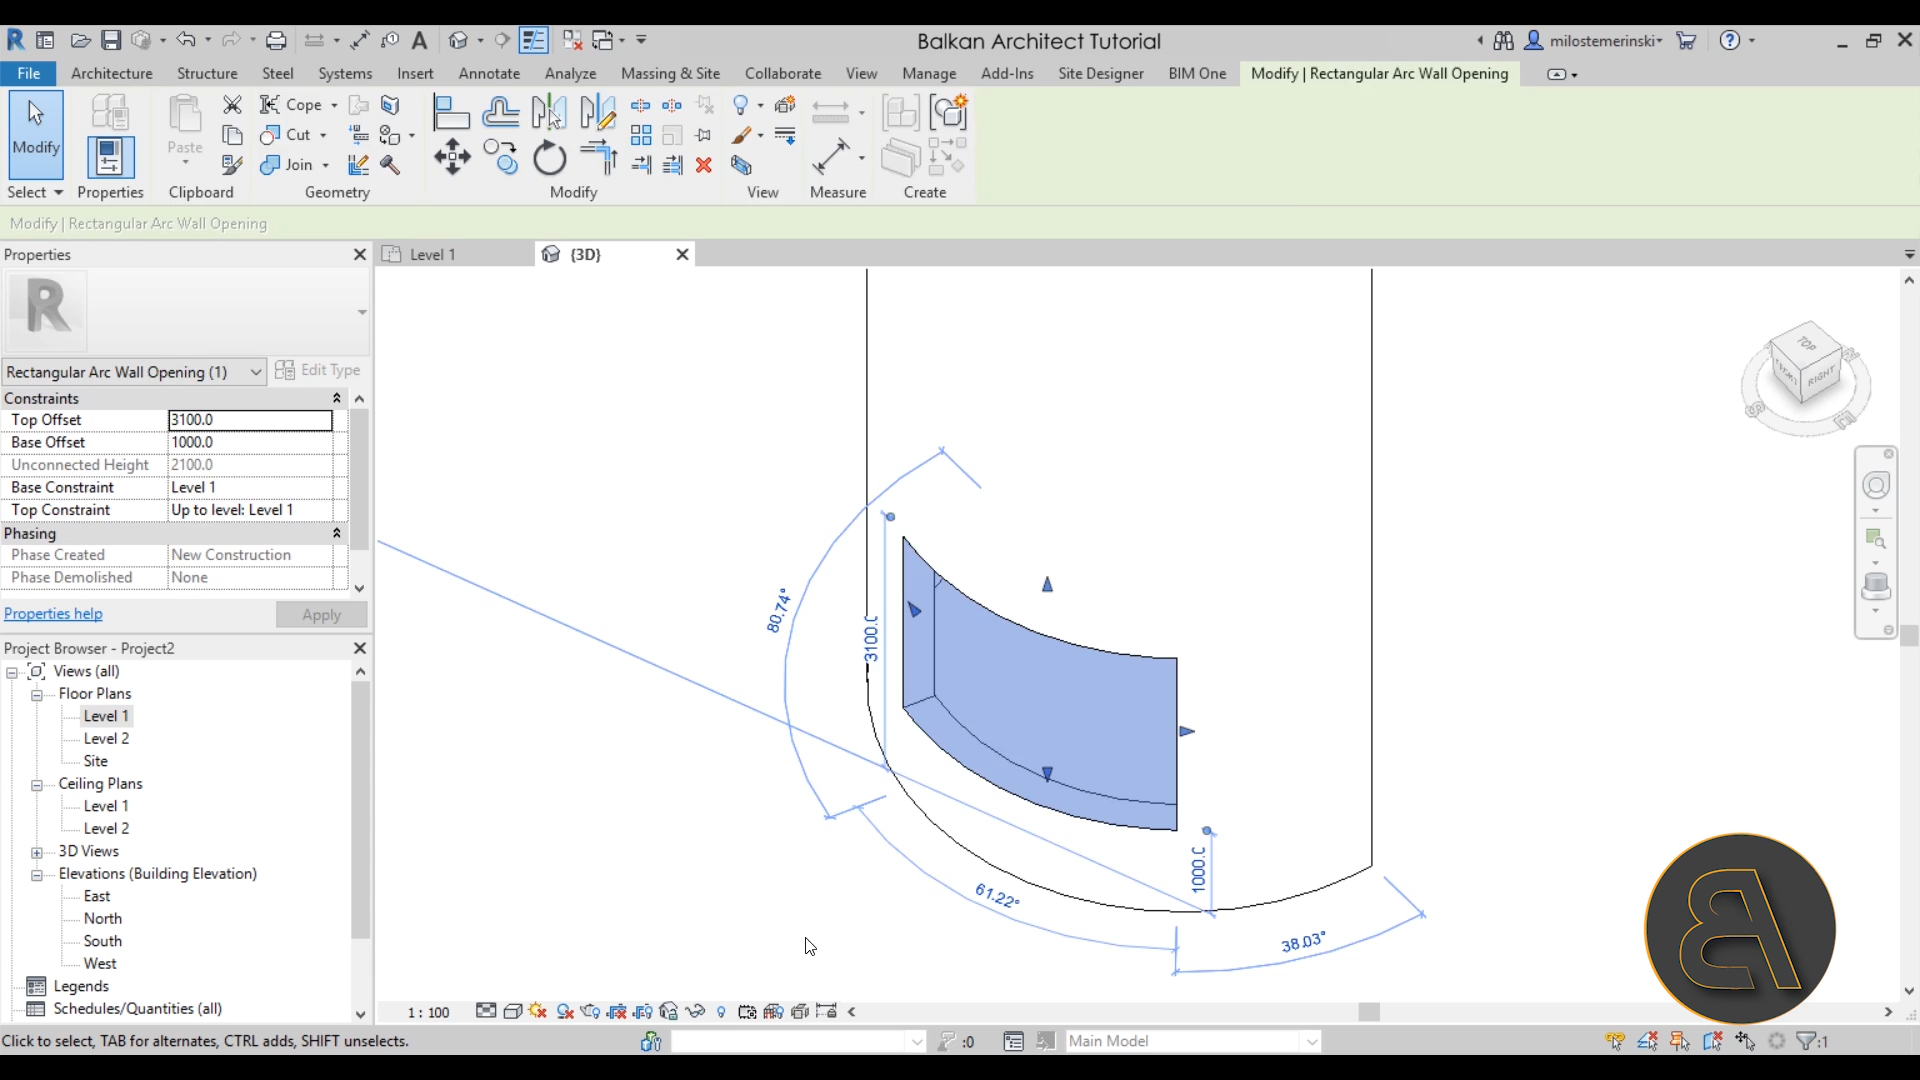 Balkan Architect Tutorial
milostemerinski
File
Architecture
Structure
Steel
Systems
Insert
Annotate
Analyze
Massing & Site
Collaborate
View
Manage
Add-Ins
Site Designer
BIM One
Modify | Rectangular Arc Wall Opening
Modify
Paste
Cope
Cut
Join
Select
Properties
Clipboard
Geometry
Modify
View
Measure
Create
Modify | Rectangular Arc Wall Opening
Properties
Level 1
{3D}
R
Rectangular Arc Wall Opening (1)
Edit Type
Constraints
Top Offset 3100.0
Base Offset 1000.0
Unconnected Height 2100.0
Base Constraint Level 1
Top Constraint Up to level: Level 1
Phasing
Phase Created New Construction
Phase Demolished None
Properties help
Apply
Project Browser - Project2
Views (all)
Floor Plans
Level 1
Level 2
Site
Ceiling Plans
Level 1
Level 2
3D Views
Elevations (Building Elevation)
East
North
South
West
Legends
Schedules/Quantities (all)
TOP
RIGHT
80.74°
61.22°
38.03°
1 : 100
Click to select, TAB for alternates, CTRL adds, SHIFT unselects.
:0
Main Model
:1